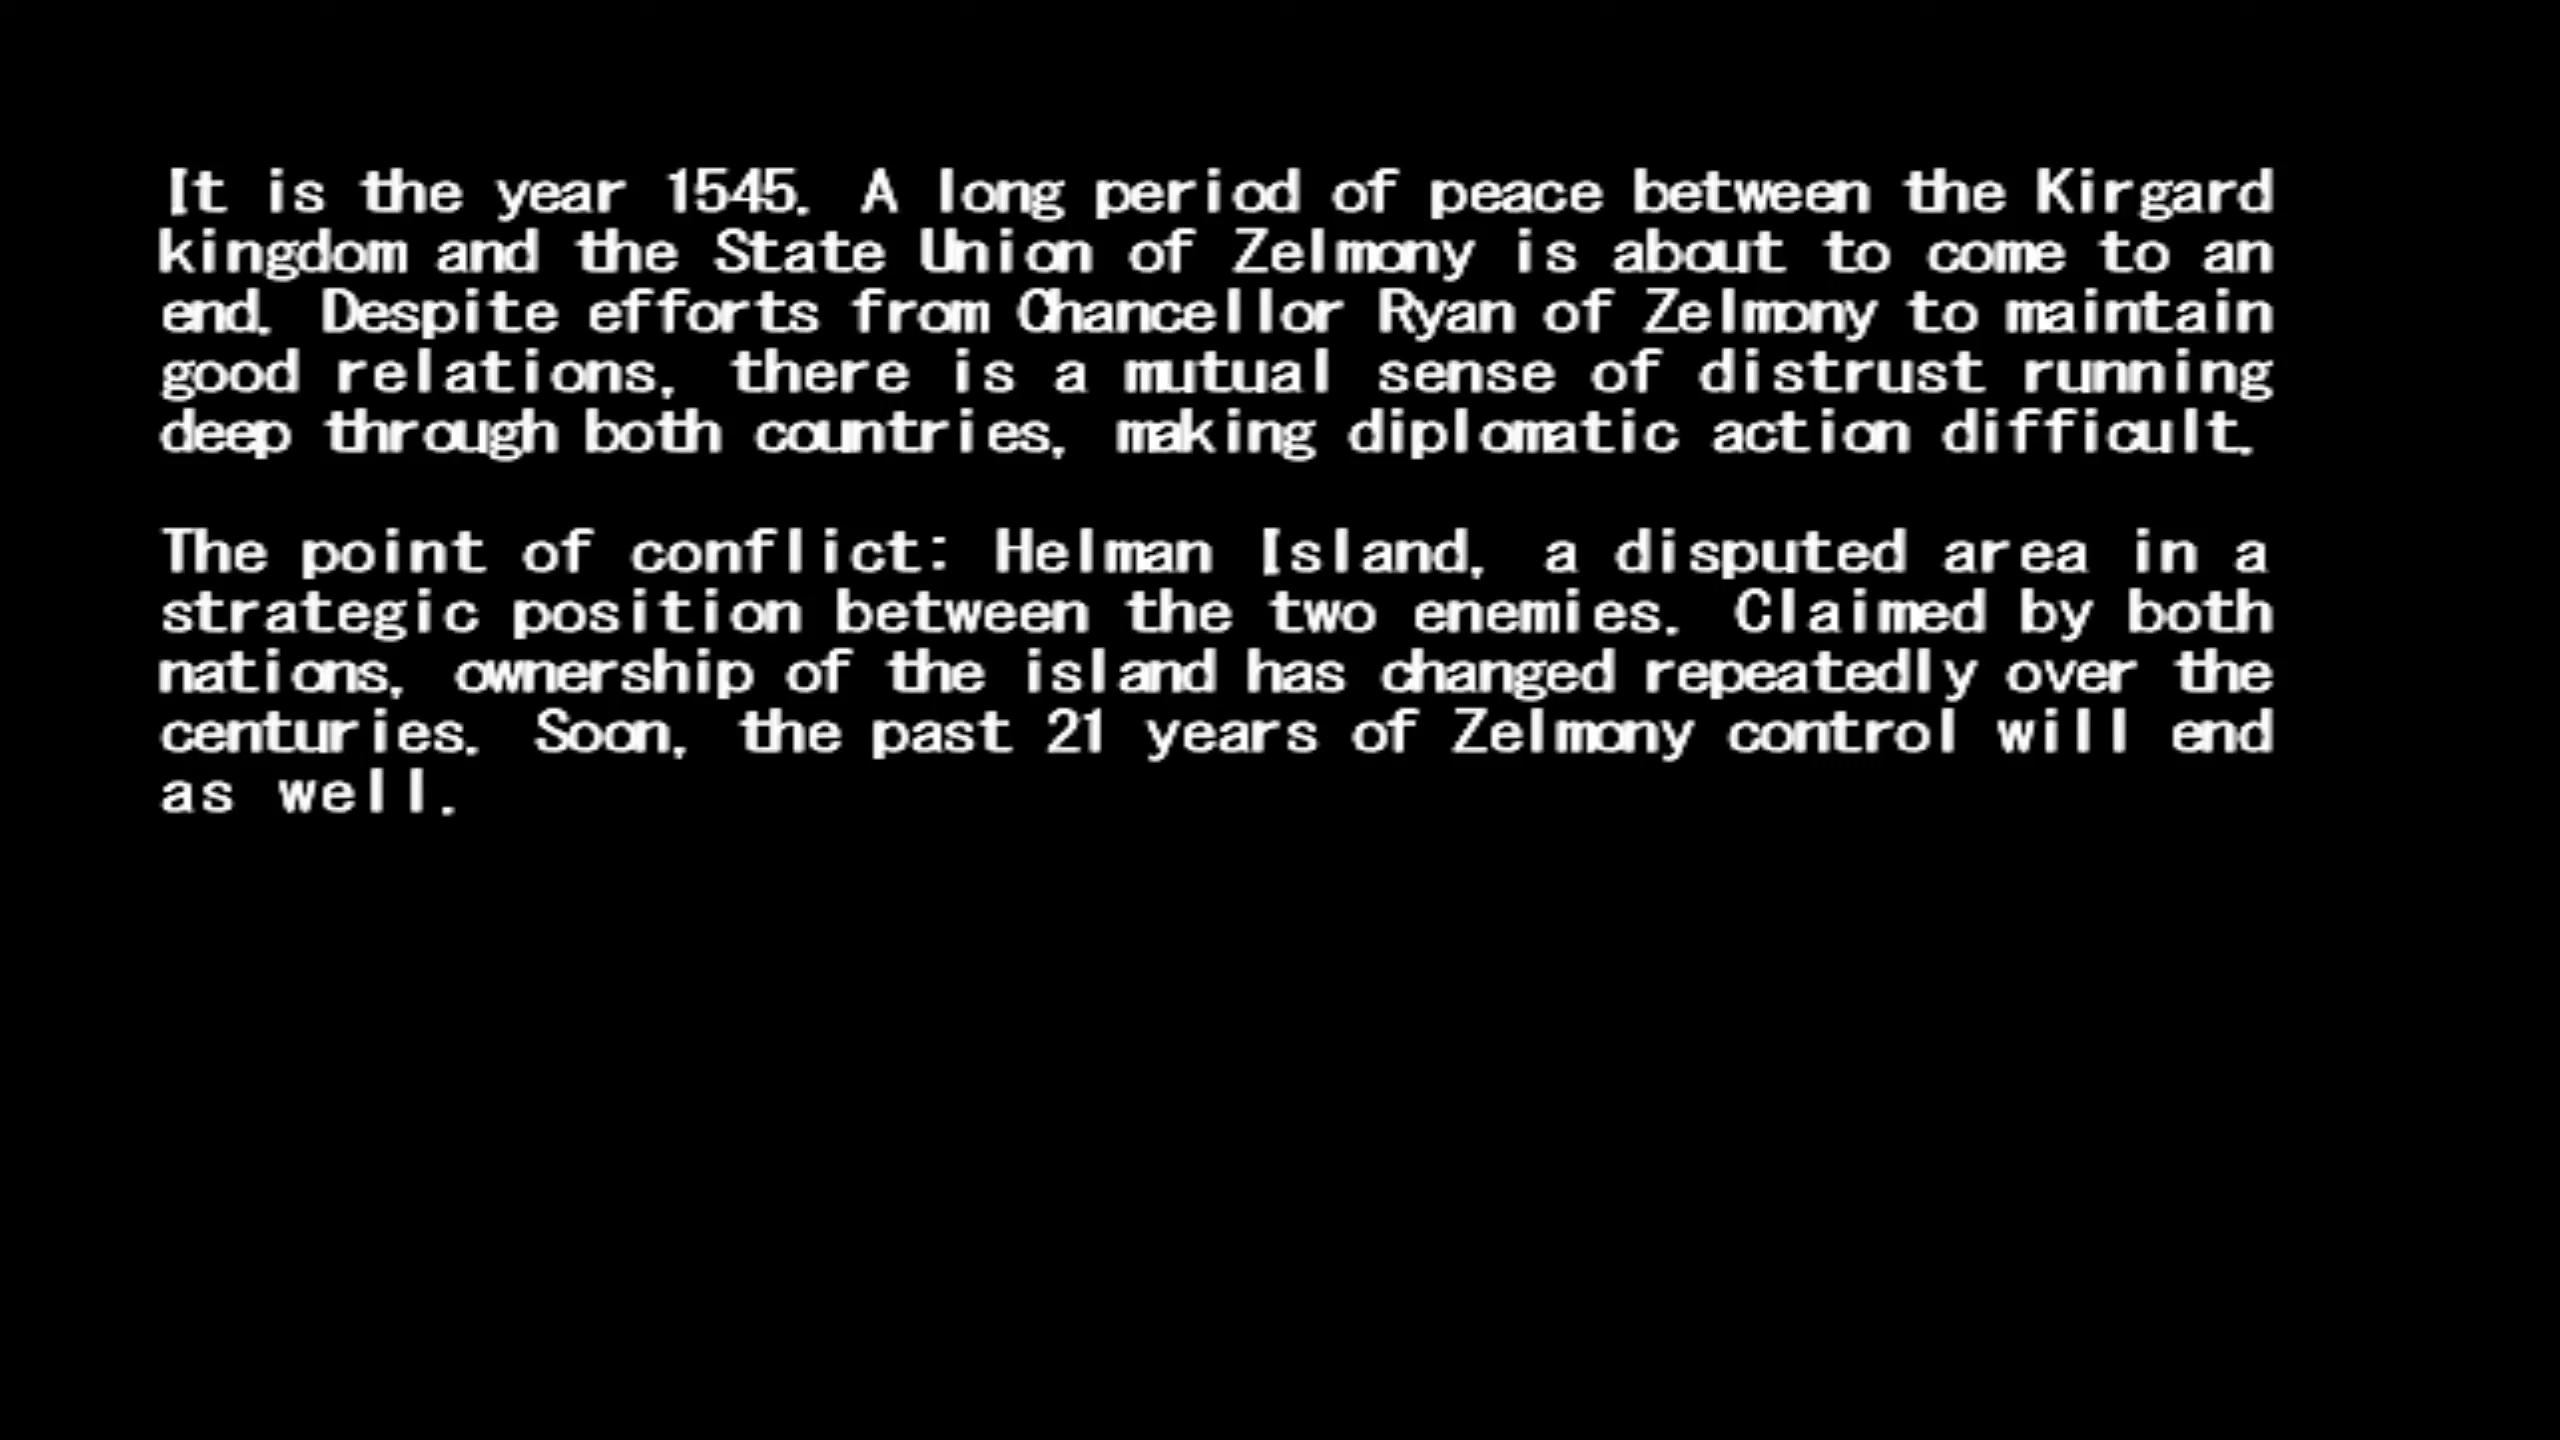 It is the year 1545. A long period of peace between the Kirgard
kingdom and the State Union of Zelmony is about to come to an
end. Despite efforts from Chancellor Ryan of Zelmony to maintain
good relations, there is a mutual sense of distrust running
deep through both countries, making diplomatic action difficult.
The point of conflict: Helman Island, a disputed area in a
strategic position between the two enemies. Claimed by both
nations, ownership of the island has changed repeatedly over the
centuries. Soon, the past 21 years of Zelmony control will end
as well.